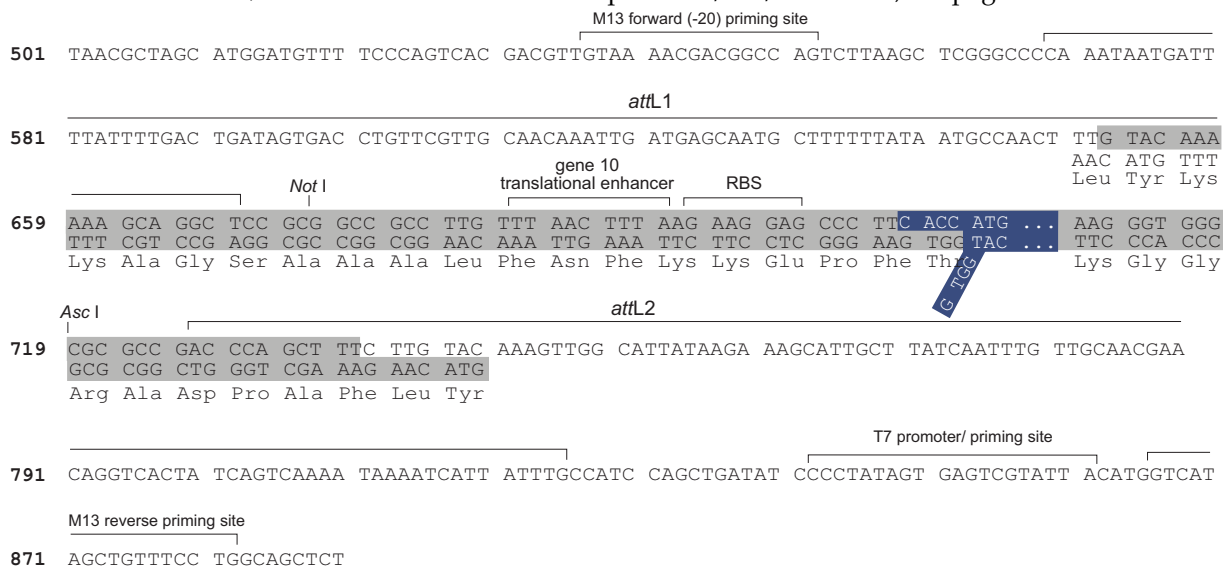 M13 forward (-20) priming site
501 TAACGCTAGC ATGGATGTTT TCCCAGTCAC GACGTTGTAA AACGACGGCC AGTCTTAAGC TCGGGCCCCA AATAATGATT
attL1
581 TTATTTTGAC TGATAGTGAC CTGTTCGTTG CAACAAATTG ATGAGCAATG CTTTTTTATA ATGCCAACT TTG TAC AAA
AAC ATG TTT
Leu Tyr Lys
Not I
gene 10
translational enhancer
RBS
659 AAA GCA GGC TCC GCG GCC GCC TTG TTT AAC TTT AAG AAG GAG CCC TTC ACC ATG ... AAG GGT GGG
TTT CGT CCG AGG CGC CGG CGG AAC AAA TTG AAA TTC TTC CTC GGG AAG TGG TAC ... TTC CCA CCC
Lys Ala Gly Ser Ala Ala Ala Leu Phe Asn Phe Lys Lys Glu Pro Phe Thr Lys Gly Gly
G TGG
Asc I
attL2
719 CGC GCC GAC CCA GCT TTC TTG TAC AAAGTTGG CATTATAAGA AAGCATTGCT TATCAATTTG TTGCAACGAA
GCG CGG CTG GGT CGA AAG AAC ATG
Arg Ala Asp Pro Ala Phe Leu Tyr
T7 promoter/ priming site
791 CAGGTCACTA TCAGTCAAAA TAAAATCATT ATTTGCCATC CAGCTGATAT CCCCTATAGT GAGTCGTATTA CATGGTCAT
M13 reverse priming site
871 AGCTGTTTCC TGGCAGCTCT